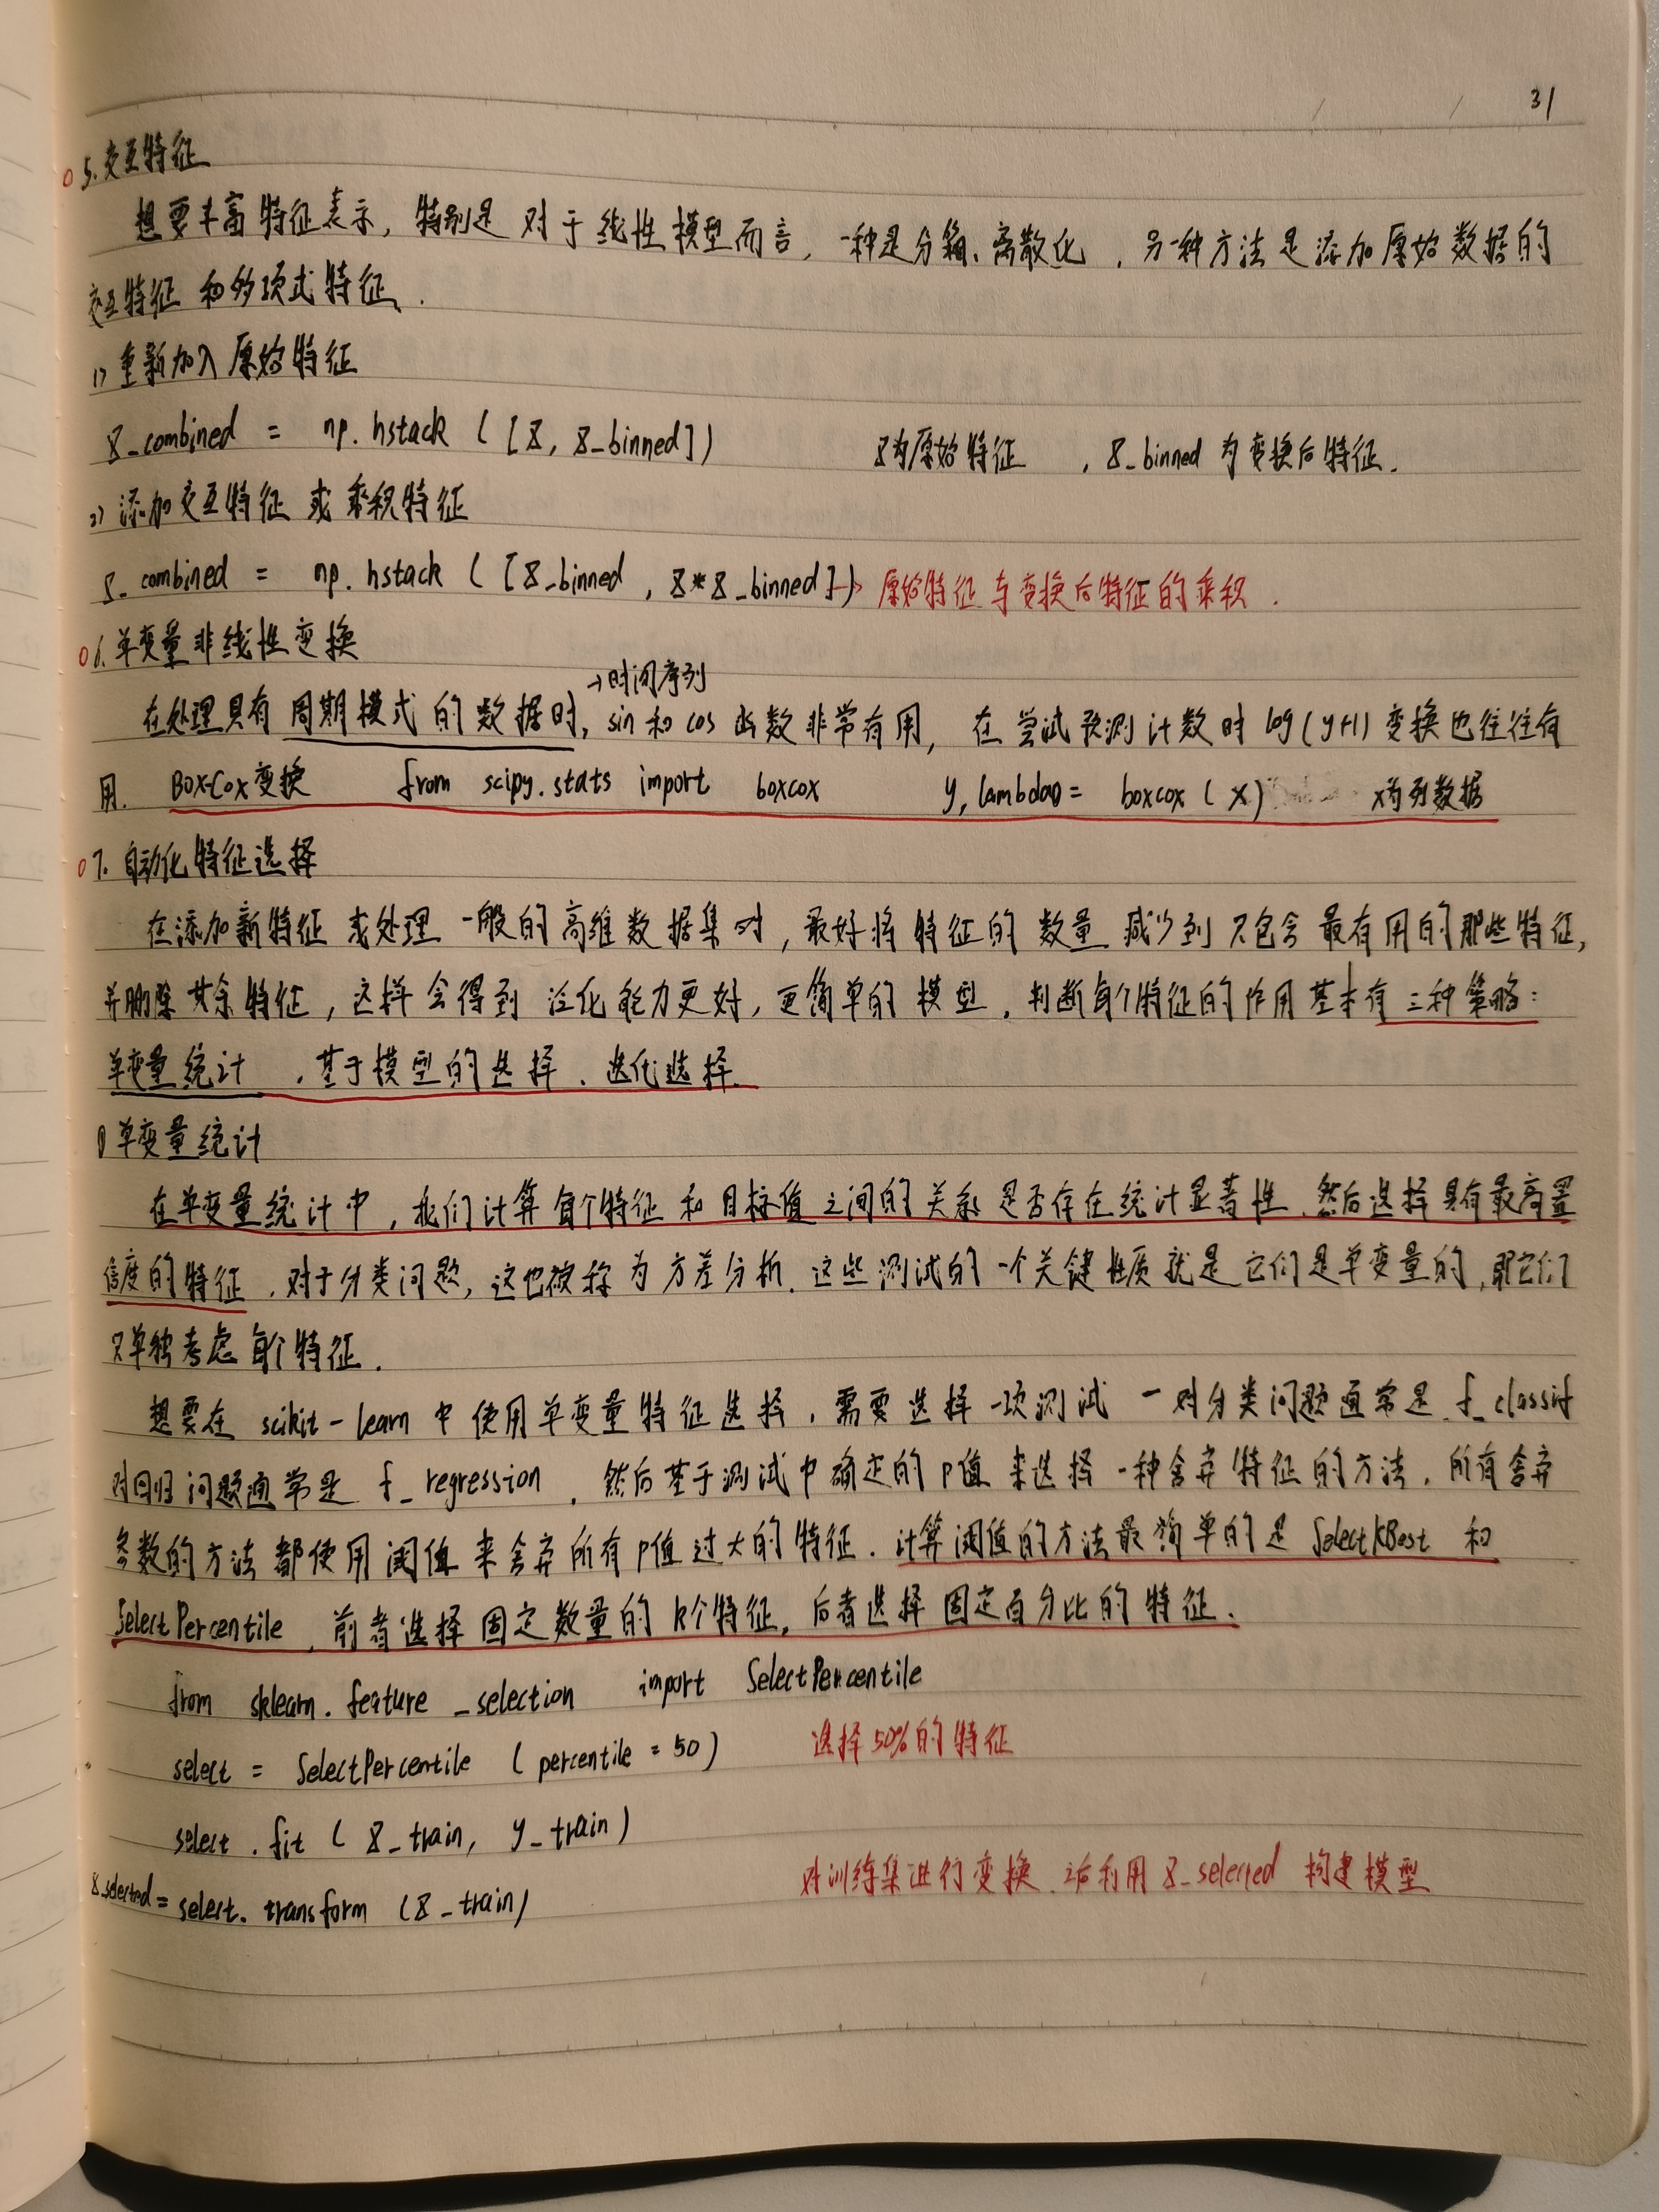 31
5. 交互特征
想要丰富特征表示, 特别是 对于线性模型而言, 一种是分箱、离散化, 另一种方法是添加原始数据的
交互特征 和多项式特征.
1) 重新加入原始特征
X_combined = np.hstack ( [X, X_binned] ) X为原始特征 , X_binned 为变换后特征.
2) 添加交互特征 或 乘积特征
X_combined = np.hstack ( [X_binned , X*X_binned] ) → 原始特征与变换后特征的乘积 .
6. 单变量非线性变换
→时间序列
在处理具有 周期模式 的数据时, sin 和 cos 函数非常有用, 在尝试预测计数时 log(y+1) 变换也往往有
用. Box-Cox变换 from scipy.stats import boxcox y, lambda0 = boxcox ( x ) x为列数据
7. 自动化特征选择
在添加新特征 或处理 一般的高维数据集时, 最好将 特征的 数量 减少到 只包含 最有用的那些特征,
并删除 其余特征, 这样会得到 泛化能力更好, 更简单的 模型. 判断每个特征的作用 基本有三种策略:
单变量统计 , 基于模型的选择 、迭代选择.
1) 单变量统计
在单变量统计中, 我们计算每个特征 和 目标值 之间的关系 是否存在统计显著性, 然后选择具有最高置
信度的特征 . 对于分类问题, 这也被称 为 方差分析. 这些测试的一个关键性质就是 它们是单变量的, 即它们
只单独考虑每个特征.
想要在 scikit-learn 中使用单变量特征选择, 需要选择一项测试 — 对分类问题通常是 f_classif
对回归问题通常是 f_regression , 然后基于测试中确定的 p值 来选择一种舍弃特征的方法. 所有舍弃
参数的方法 都使用阈值 来舍弃所有p值过大的特征. 计算阈值的方法最简单的是 SelectKBest 和
SelectPercentile , 前者选择固定数量的 k个特征, 后者选择固定百分比的 特征.
from sklearn.feature_selection import SelectPercentile
select = SelectPercentile ( percentile = 50 ) 选择50%的特征
select.fit ( X_train, y_train )
X_selected = select.transform ( X_train ) 对训练集进行变换. 之后利用 X_selected 构建模型